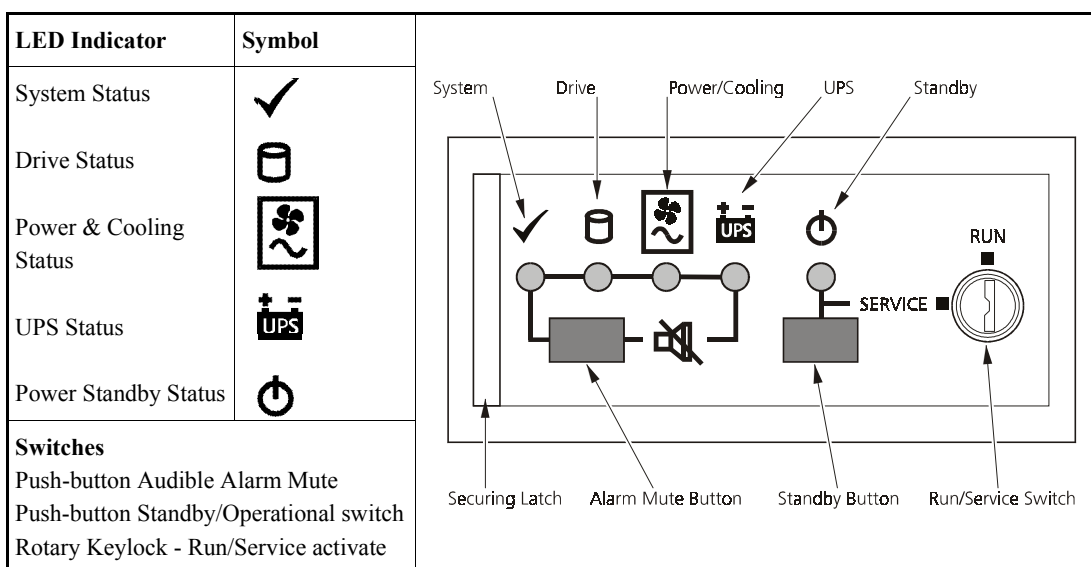 LED Indicator Symbol
System Status
Drive Status
Power & Cooling
Status
UPS Status
+ -
UPS
Power Standby Status
Switches
Push-button Audible Alarm Mute
Push-button Standby/Operational switch
Rotary Keylock - Run/Service activate
System Drive Power/Cooling UPS Standby
+ -
UPS
RUN
SERVICE
Securing Latch Alarm Mute Button Standby Button Run/Service Switch